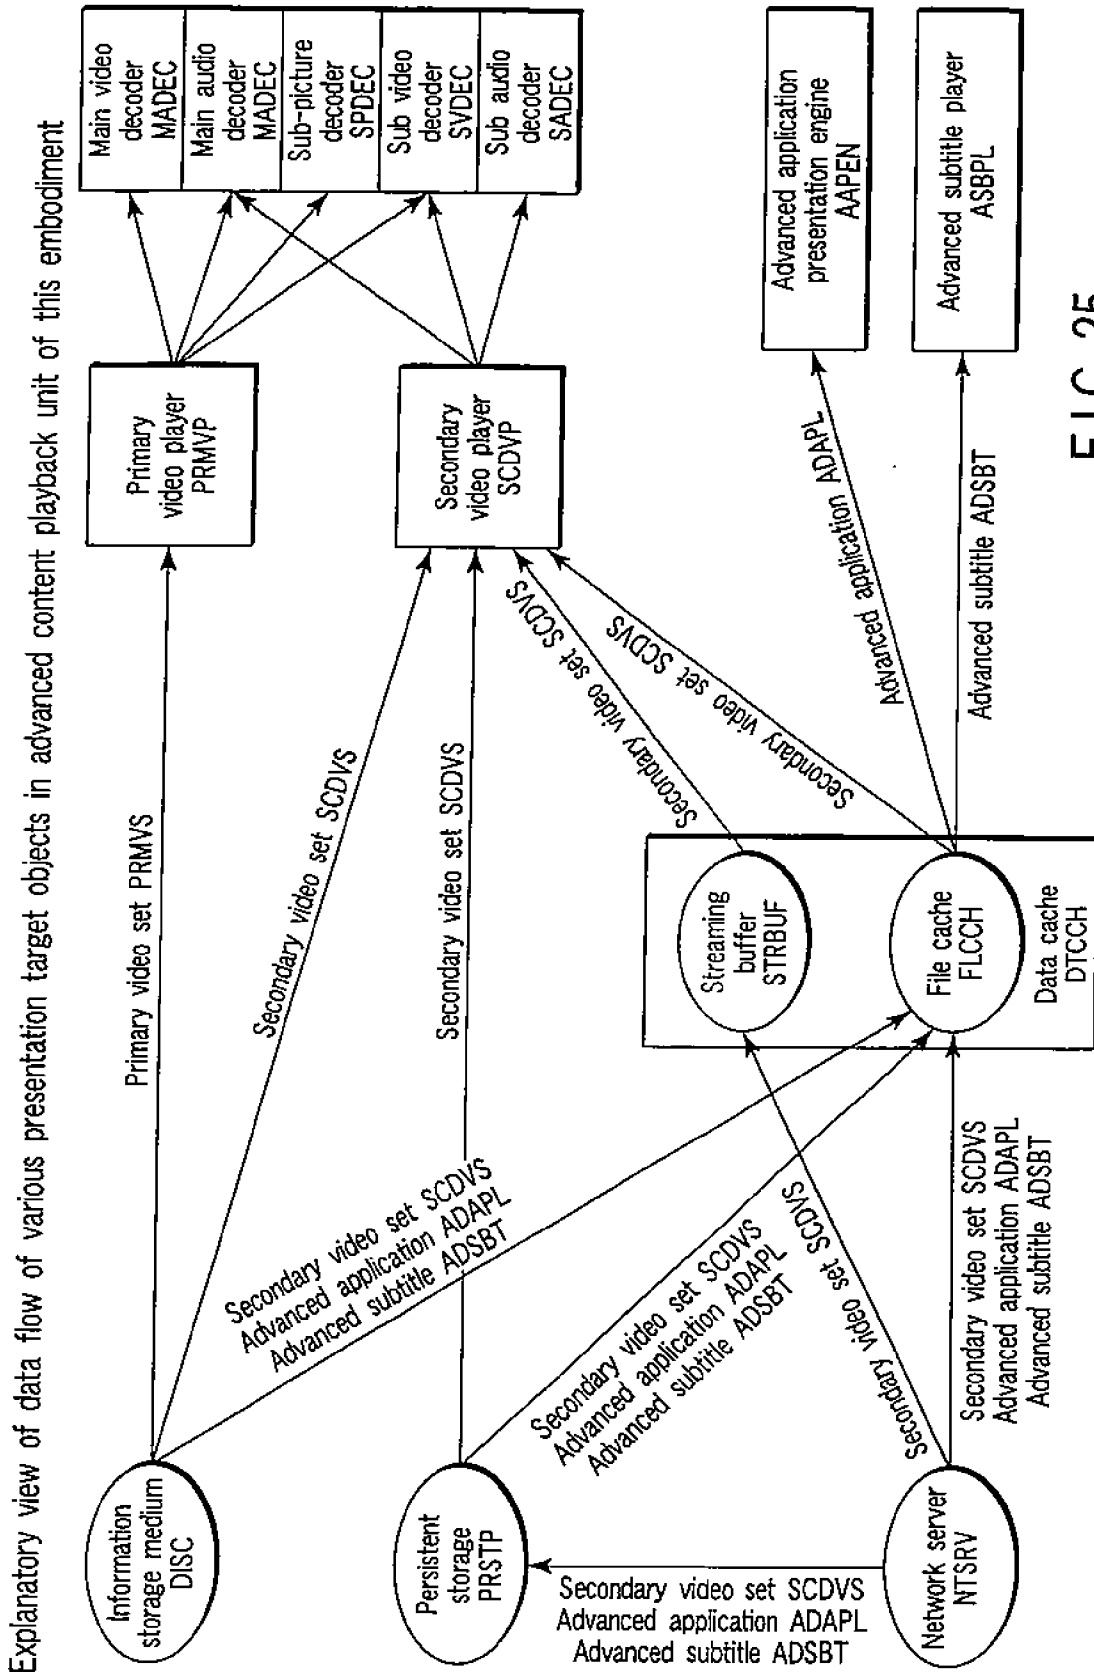 Explanatory view of data flow of various presentation target objects in advanced content playback unit of this embodiment
Information
storage medium
DISC
Persistent
storage
PRSTP
Network server
NTSRV
Primary video set PRMVS
Secondary video set SCDVS
Secondary video set SCDVS
Secondary video set SCDVS
Advanced application ADAPL
Advanced subtitle ADSBT
Secondary video set SCDVS
Advanced application ADAPL
Advanced subtitle ADSBT
Secondary video set SCDVS
Advanced application ADAPL
Advanced subtitle ADSBT
Secondary video set SCDVS
Secondary video set SCDVS
Advanced application ADAPL
Advanced subtitle ADSBT
Streaming
buffer
STRBUF
File cache
FLCCH
Data cache
DTCCH
Secondary video set SCDVS
Secondary video set SCDVS
Advanced application ADAPL
Advanced subtitle ADSBT
Primary
video player
PRMVP
Secondary
video player
SCDVP
Main video
decoder
MADEC
Main audio
decoder
MADEC
Sub-picture
decoder
SPDEC
Sub video
decoder
SVDEC
Sub audio
decoder
SADEC
Advanced application
presentation engine
AAPEN
Advanced subtitle player
ASBPL
FIG. 25